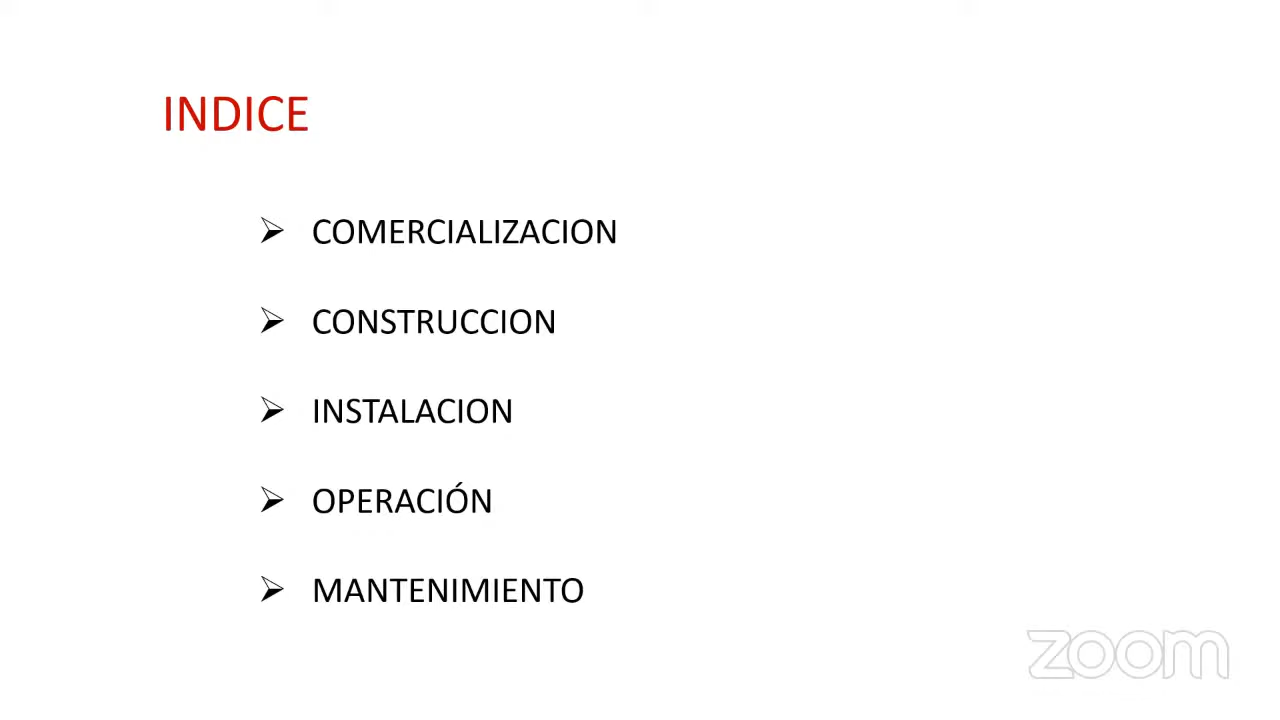 INDICE
COMERCIALIZACION
CONSTRUCCION
INSTALACION
OPERACIÓN
MANTENIMIENTO
zoom